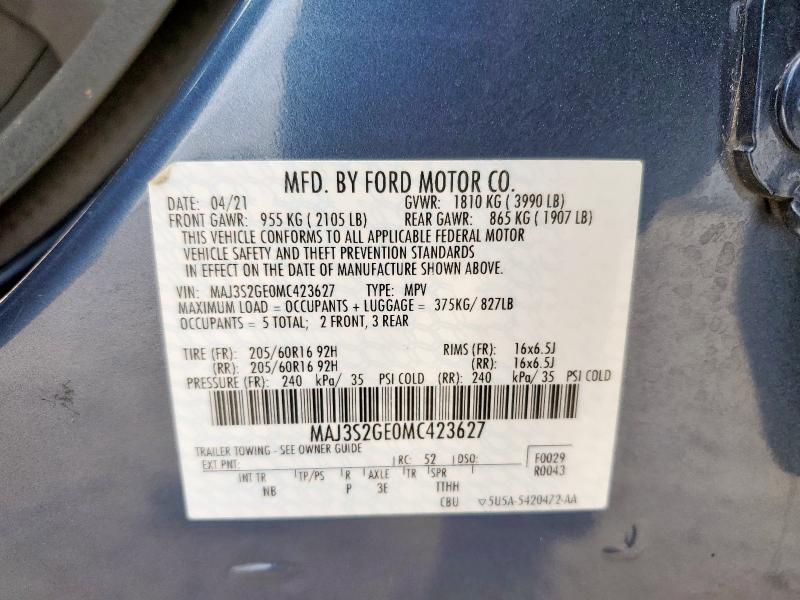 MFD. BY FORD MOTOR CO.
DATE: 04/21 GVWR: 1810 KG ( 3990 LB)
FRONT GAWR: 955 KG ( 2105 LB) REAR GAWR: 865 KG ( 1907 LB)
THIS VEHICLE CONFORMS TO ALL APPLICABLE FEDERAL MOTOR
VEHICLE SAFETY AND THEFT PREVENTION STANDARDS
IN EFFECT ON THE DATE OF MANUFACTURE SHOWN ABOVE.
VIN: MAJ3S2GE0MC423627 TYPE: MPV
MAXIMUM LOAD = OCCUPANTS + LUGGAGE = 375KG/ 827LB
OCCUPANTS = 5 TOTAL; 2 FRONT, 3 REAR
TIRE (FR): 205/60R16 92H RIMS (FR): 16x6.5J
(RR): 205/60R16 92H (RR): 16x6.5J
PRESSURE (FR): 240 kPa/ 35 PSI COLD (RR): 240 kPa/ 35 PSI COLD
MAJ3S2GE0MC423627
TRAILER TOWING - SEE OWNER GUIDE
EXT PNT: RC: 52 DSO: F0029
R0043
INT TR TP/PS R AXLE TR SPR
NB P 3E TTHH
CBU ▽5U5A-5420472-AA